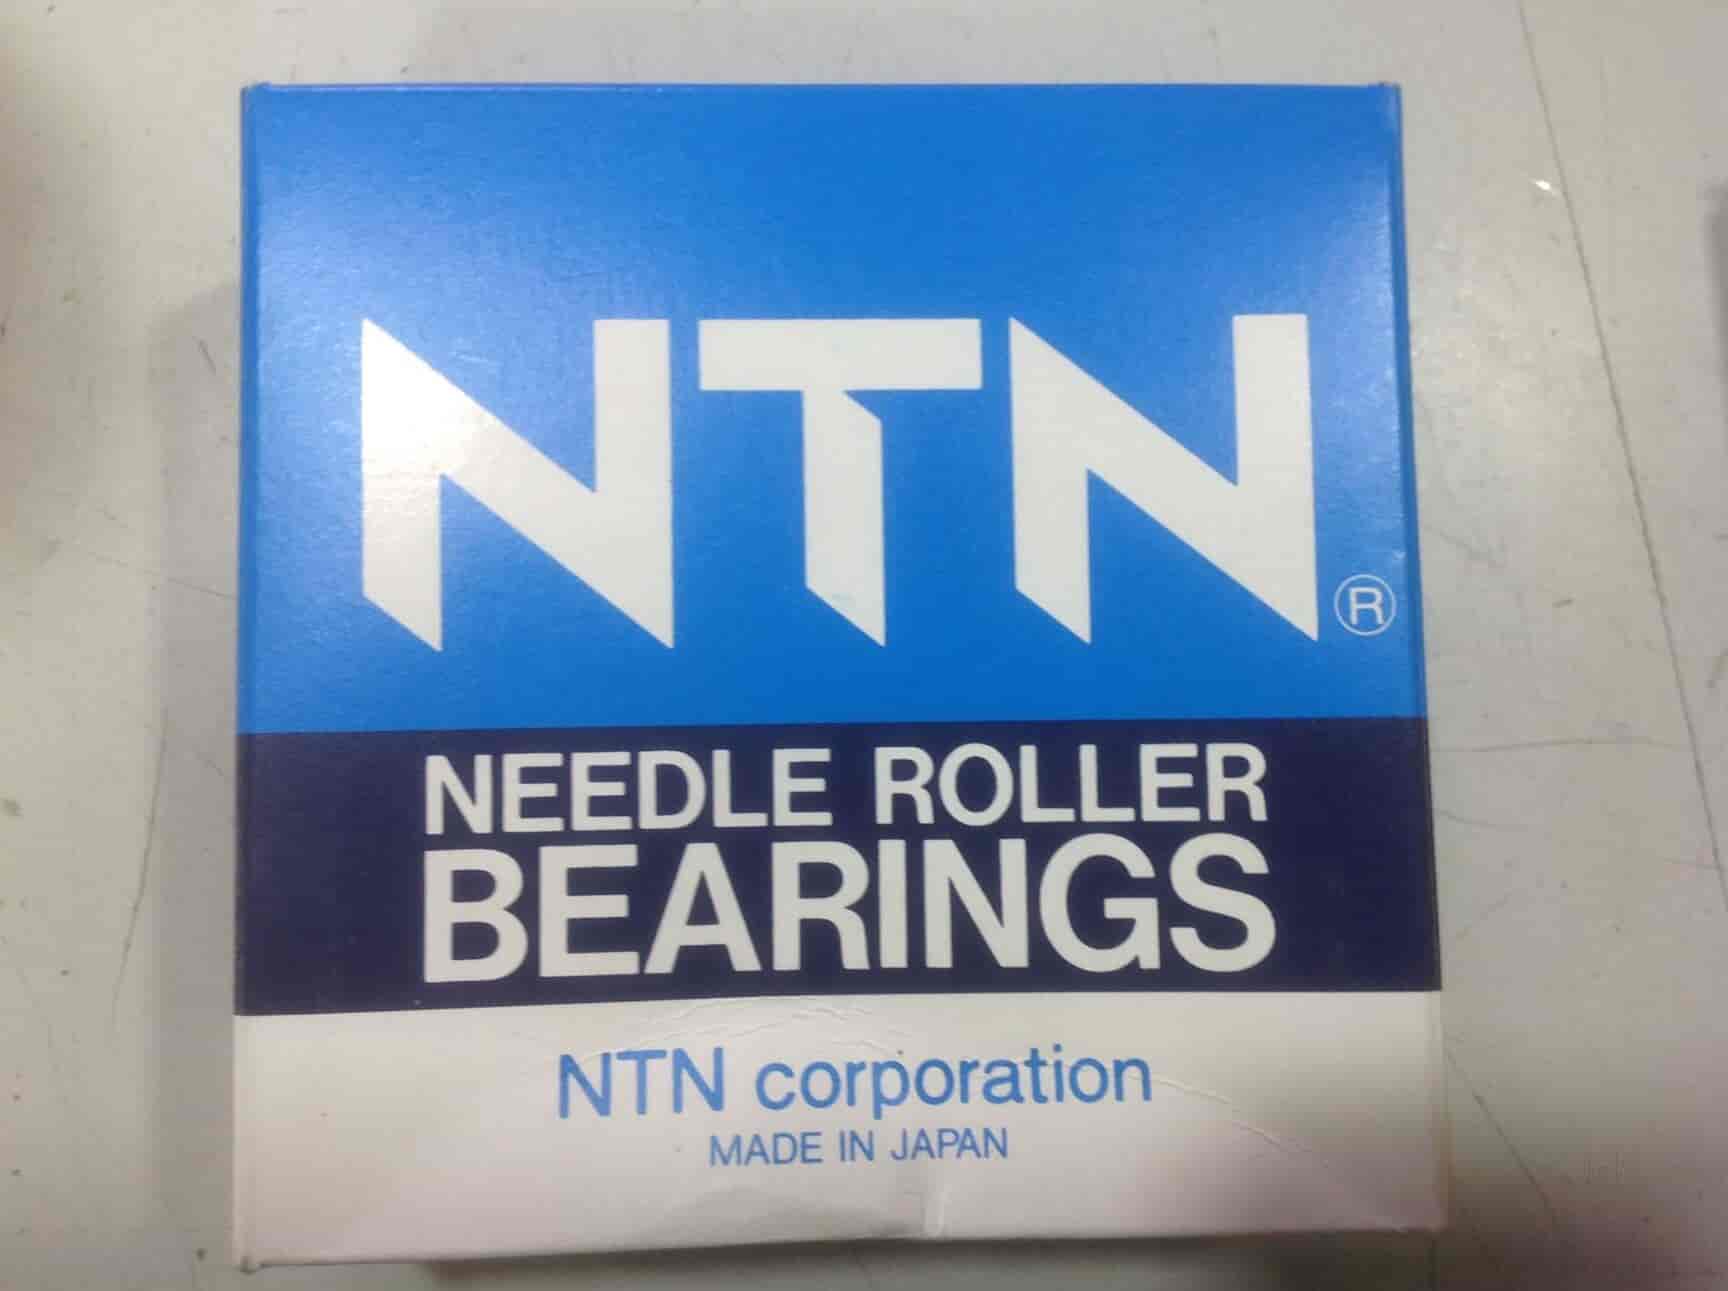 NTN®
NEEDLE ROLLER
BEARINGS
NTN corporation
MADE IN JAPAN